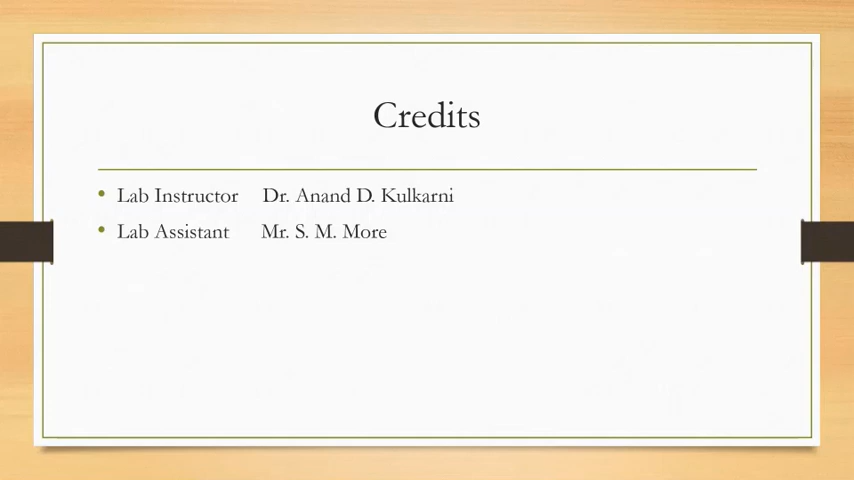 Credits
• Lab Instructor Dr. Anand D. Kulkarni
• Lab Assistant Mr. S. M. More